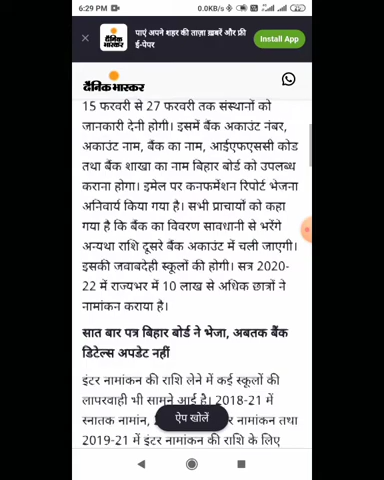 6:29 PM
0.0KB/s
पाएं अपने शहर की ताज़ा ख़बरें और फ्री
ई-पेपर
Install App
दैनिक भास्कर
दैनिक भास्कर
15 फरवरी से 27 फरवरी तक संस्थानों को
जानकारी देनी होगी। इसमें बैंक अकाउंट नंबर,
अकाउंट नाम, बैंक का नाम, आईएफएससी कोड
तथा बैंक शाखा का नाम बिहार बोर्ड को उपलब्ध
कराना होगा। इमेल पर कनफर्मेशन रिपोर्ट भेजना
अनिवार्य किया गया है। सभी प्राचार्यों को कहा
गया है कि बैंक का विवरण सावधानी से भरेंगे
अन्यथा राशि दूसरे बैंक अकाउंट में चली जाएगी।
इसकी जवाबदेही स्कूलों की होगी। सत्र 2020-
22 में राज्यभर में 10 लाख से अधिक छात्रों ने
नामांकन कराया है।
सात बार पत्र बिहार बोर्ड ने भेजा, अबतक बैंक
डिटेल्स अपडेट नहीं
इंटर नामांकन की राशि लेने में कई स्कूलों की
लापरवाही भी सामने आई है। 2018-21 में
स्नातक नामांन, नामांकन तथा
ऐप खोलें
2019-21 में इंटर नामांकन की राशि के लिए